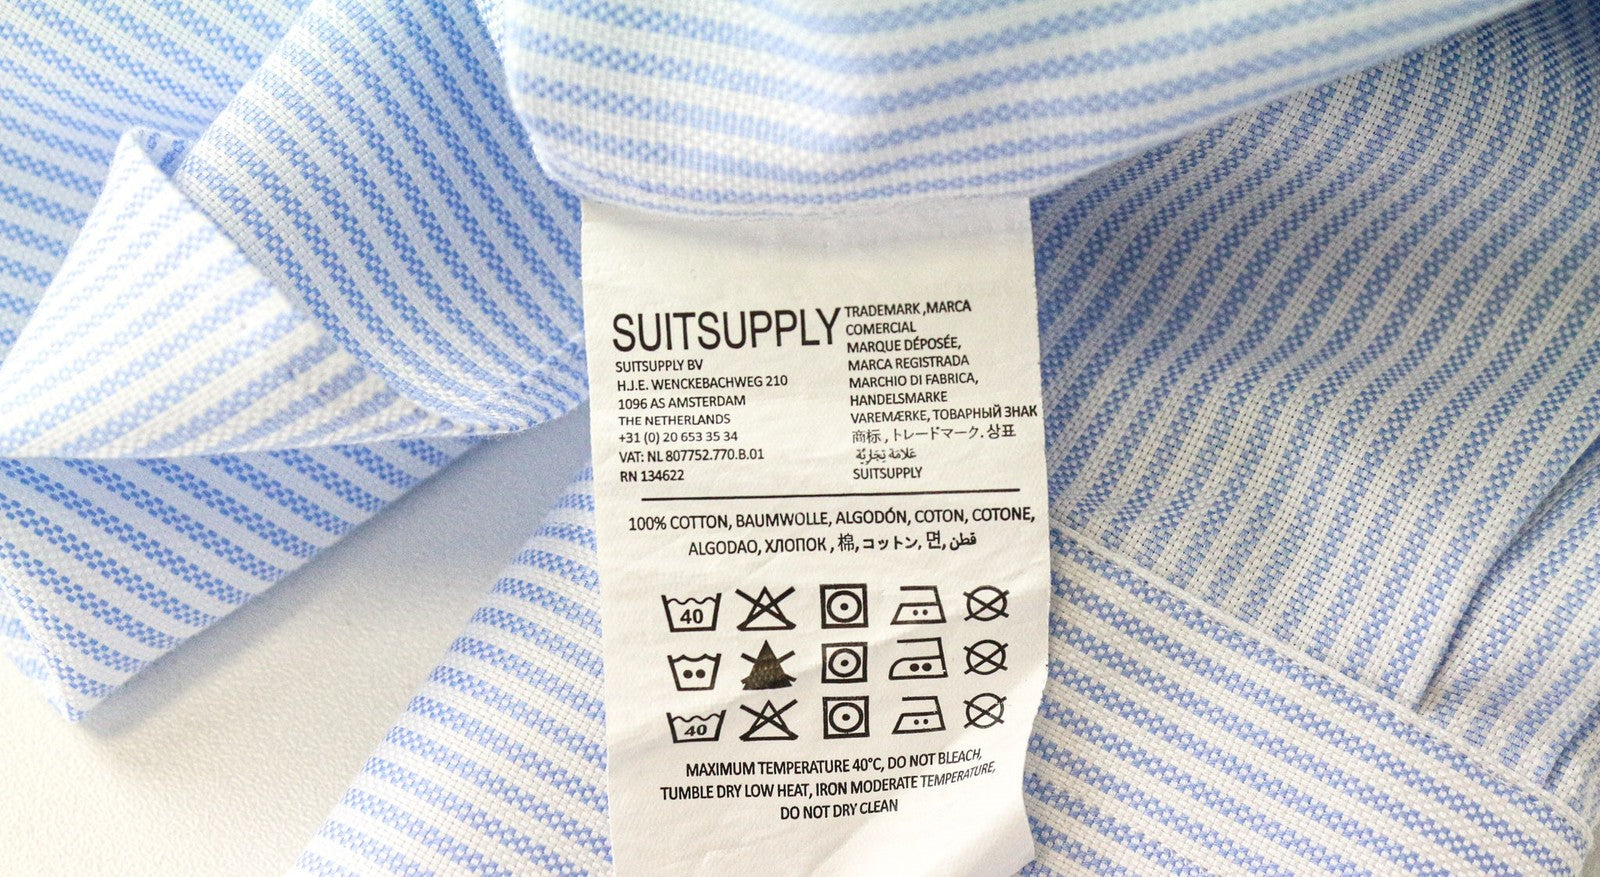 SUITSUPPLY
SUITSUPPLY BV
H.J.E. WENCKEBACHWEG 210
1096 AS AMSTERDAM
THE NETHERLANDS
+31 (0) 20 653 35 34
VAT: NL 807752.770.B.01
RN 134622
TRADEMARK ,MARCA
COMERCIAL
MARQUE DÉPOSÉE,
MARCA REGISTRADA
MARCHIO DI FABRICA,
HANDELSMARKE
VAREMÆRKE, ТОВАРНЫЙ ЗНАК
商标 , トレードマーク. 상표
عَلامَة تِجَارِيَّة
SUITSUPPLY
100% COTTON, BAUMWOLLE, ALGODÓN, COTON, COTONE,
ALGODAO, ХЛОПОК , 棉, コットン, 면, قطن
40
40
MAXIMUM TEMPERATURE 40°C, DO NOT BLEACH,
TUMBLE DRY LOW HEAT, IRON MODERATE TEMPERATURE,
DO NOT DRY CLEAN